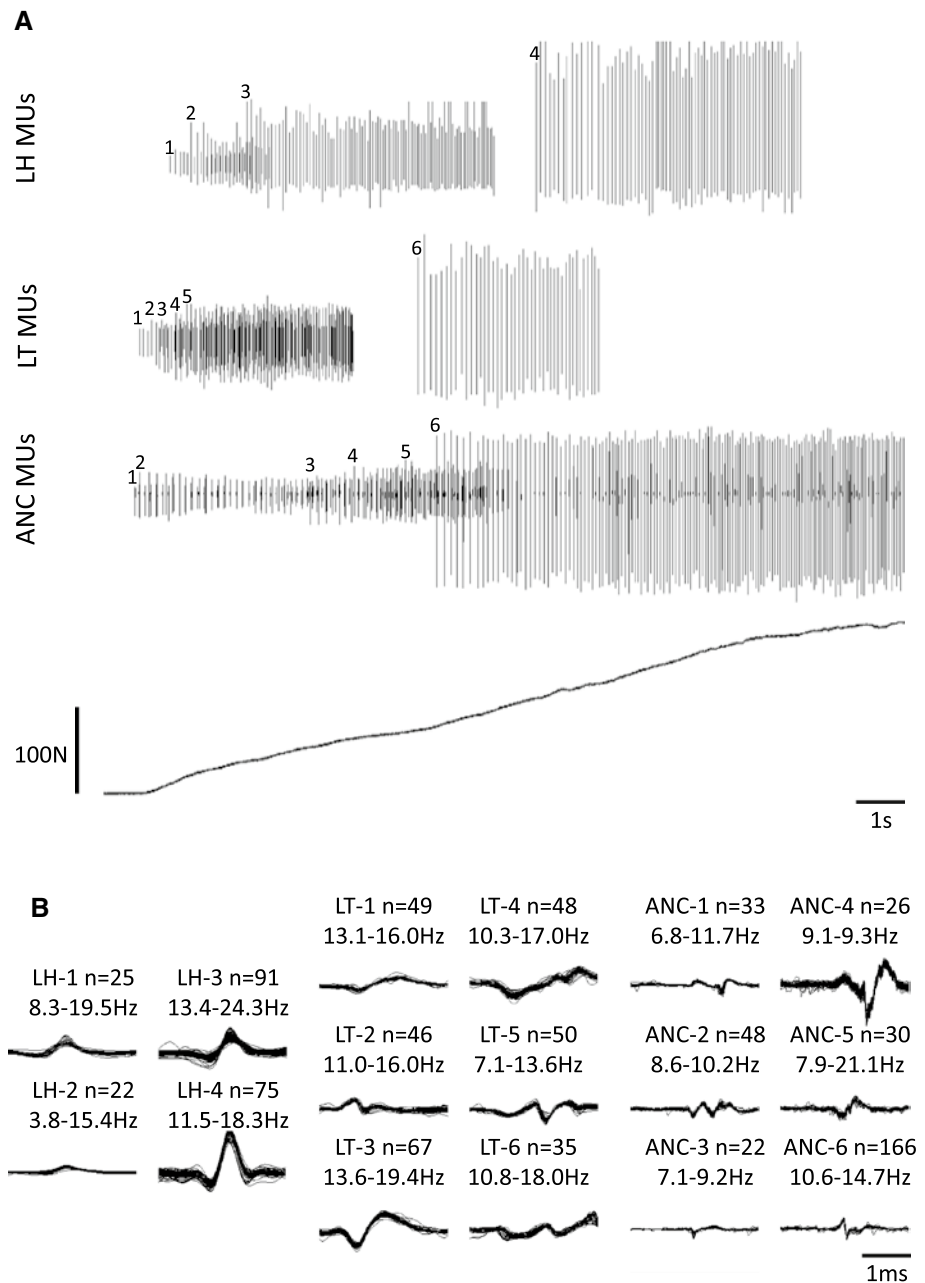 A
LH MUs
1
2
3
4
LT MUs
1
2
3
4
5
6
ANC MUs
1
2
3
4
5
6
100N
1s
B
LH-1 n=25
8.3-19.5Hz
LH-3 n=91
13.4-24.3Hz
LH-2 n=22
3.8-15.4Hz
LH-4 n=75
11.5-18.3Hz
LT-1 n=49
13.1-16.0Hz
LT-4 n=48
10.3-17.0Hz
LT-2 n=46
11.0-16.0Hz
LT-5 n=50
7.1-13.6Hz
LT-3 n=67
13.6-19.4Hz
LT-6 n=35
10.8-18.0Hz
ANC-1 n=33
6.8-11.7Hz
ANC-4 n=26
9.1-9.3Hz
ANC-2 n=48
8.6-10.2Hz
ANC-5 n=30
7.9-21.1Hz
ANC-3 n=22
7.1-9.2Hz
ANC-6 n=166
10.6-14.7Hz
1ms